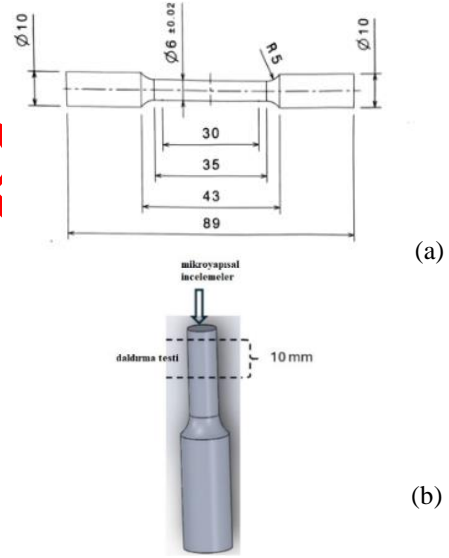 Ø10
Ø6 ±0.02
R5
Ø10
30
35
43
89
(a)
mikroyapısal
incelemeler
daldırma testi
10 mm
(b)